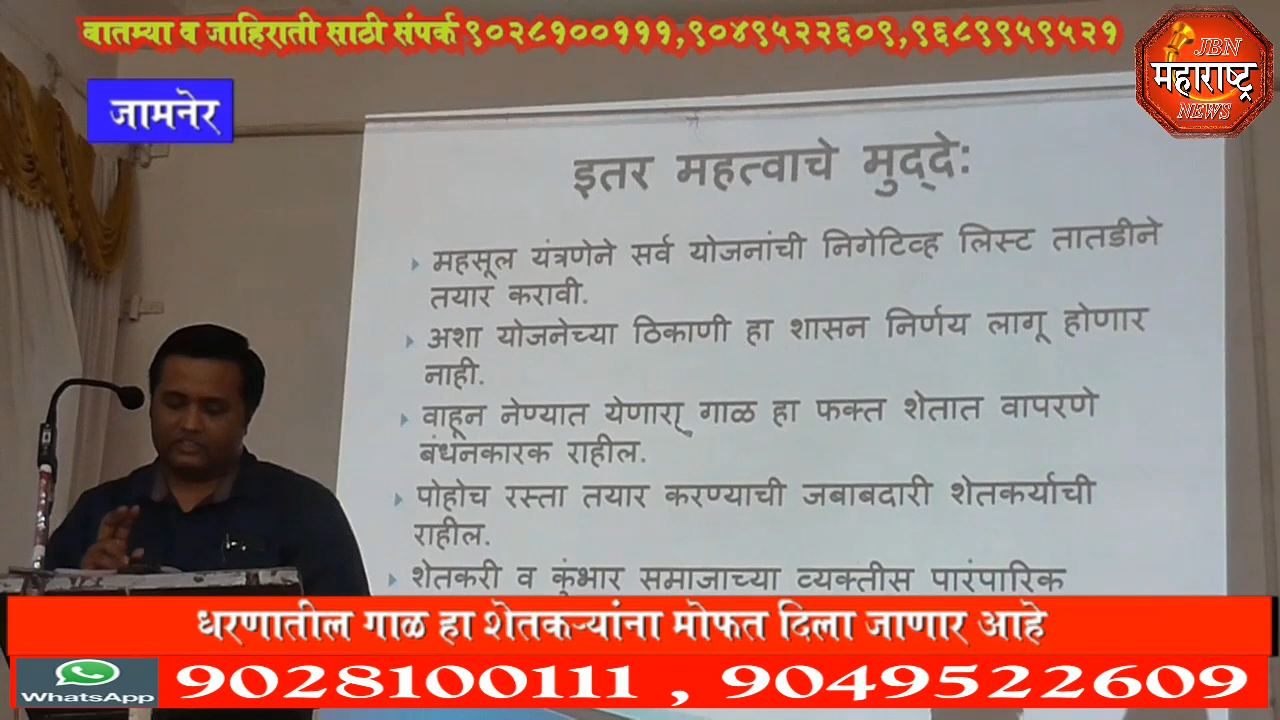 बातम्या व जाहिराती साठी संपर्क ९०२८१००१११,९०४९५२२६०९,९६८९९५९५२१
JBN
महाराष्ट्र
NEWS
जामनेर
इतर महत्वाचे मुद्दे:
महसूल यंत्रणेने सर्व योजनांची निगेटिव्ह लिस्ट तातडीने
तयार करावी.
अशा योजनेच्या ठिकाणी हा शासन निर्णय लागू होणार
नाही.
वाहून नेण्यात येणारा् गाळ हा फक्त शेतात वापरणे
बंधनकारक राहील.
पोहोच रस्ता तयार करण्याची जबाबदारी शेतकर्याची
राहील.
शेतकरी व कुंभार समाजाच्या व्यक्तीस पारंपारिक
धरणातील गाळ हा शेतकऱ्यांना मोफत दिला जाणार आहे
WhatsApp
9028100111 , 9049522609